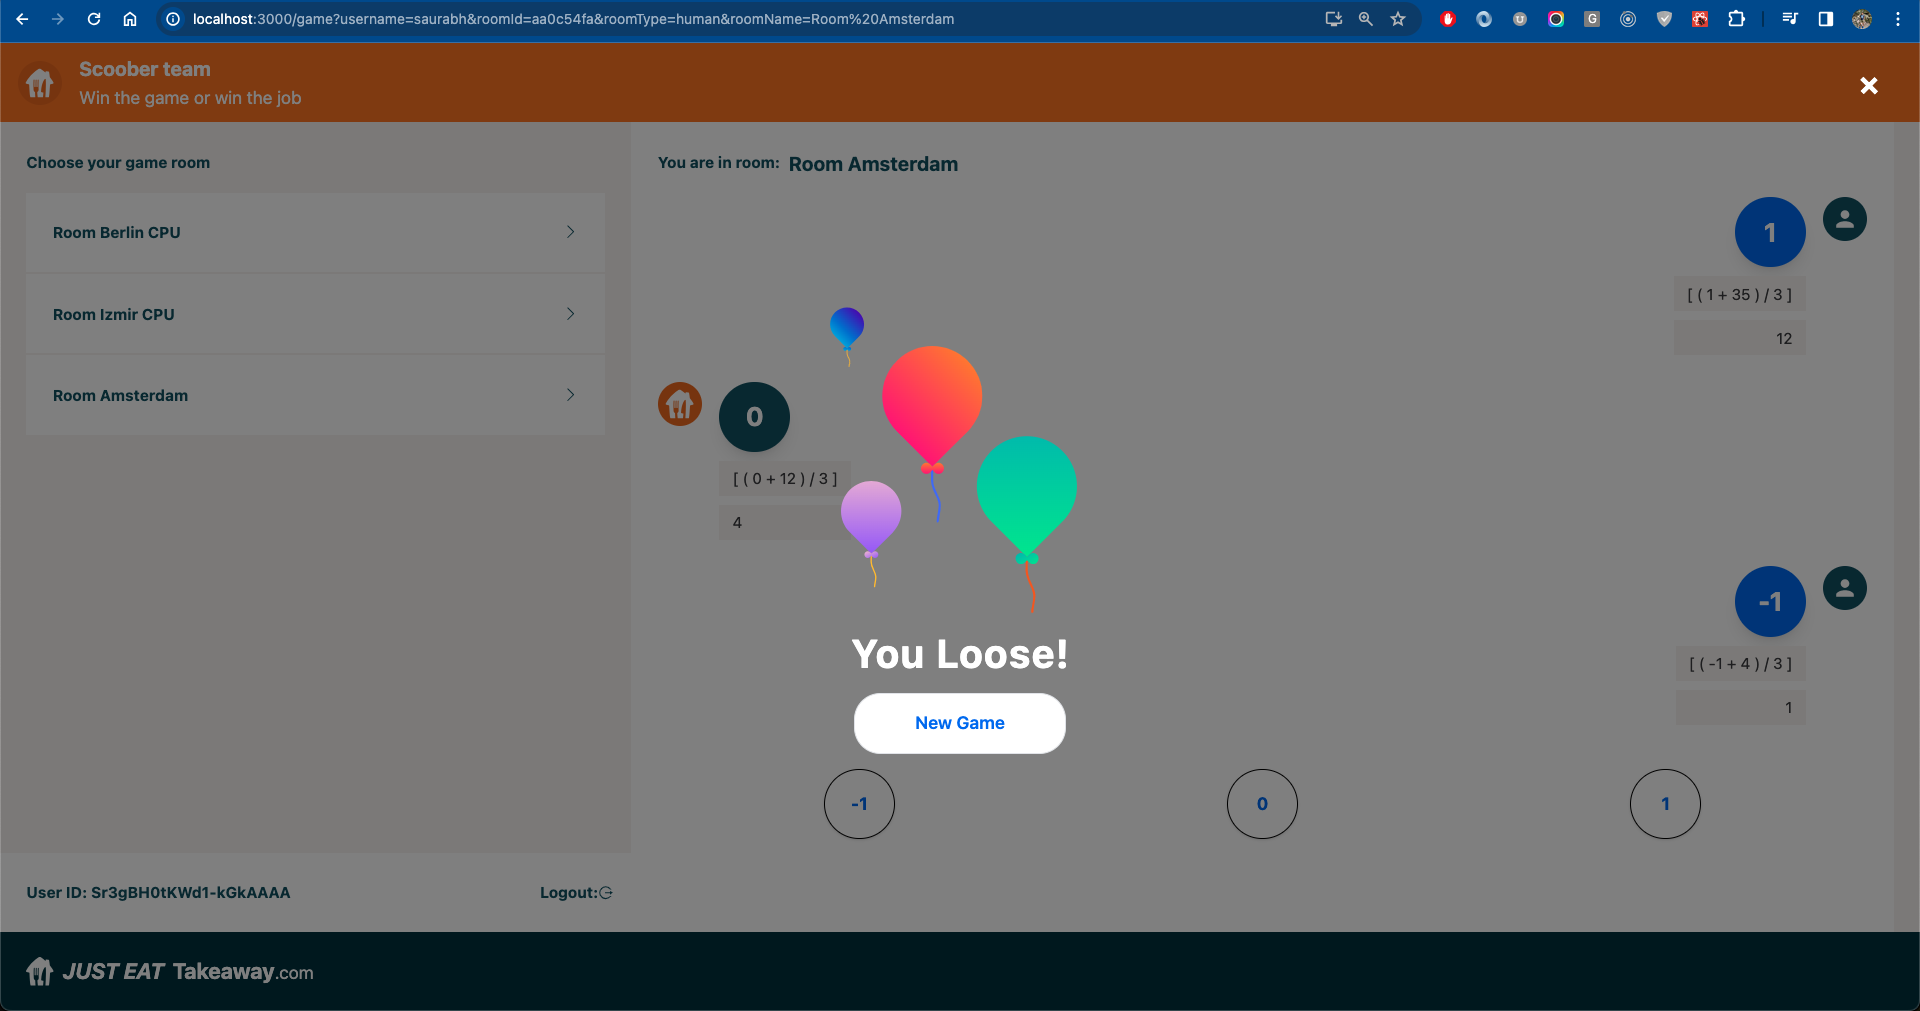 localhost:3000/game?username=saurabh&roomId=aa0c54fa&roomType=human&roomName=Room%20Amsterdam
Scoober team
Win the game or win the job
Choose your game room
Room Berlin CPU
Room Izmir CPU
Room Amsterdam
You are in room: Room Amsterdam
1
[ ( 1 + 35 ) / 3 ]
12
0
[ ( 0 + 12 ) / 3 ]
4
-1
[ ( -1 + 4 ) / 3 ]
1
You Loose!
New Game
-1 0 1
User ID: Sr3gBH0tKWd1-kGkAAAA
Logout:
JUST EAT Takeaway.com